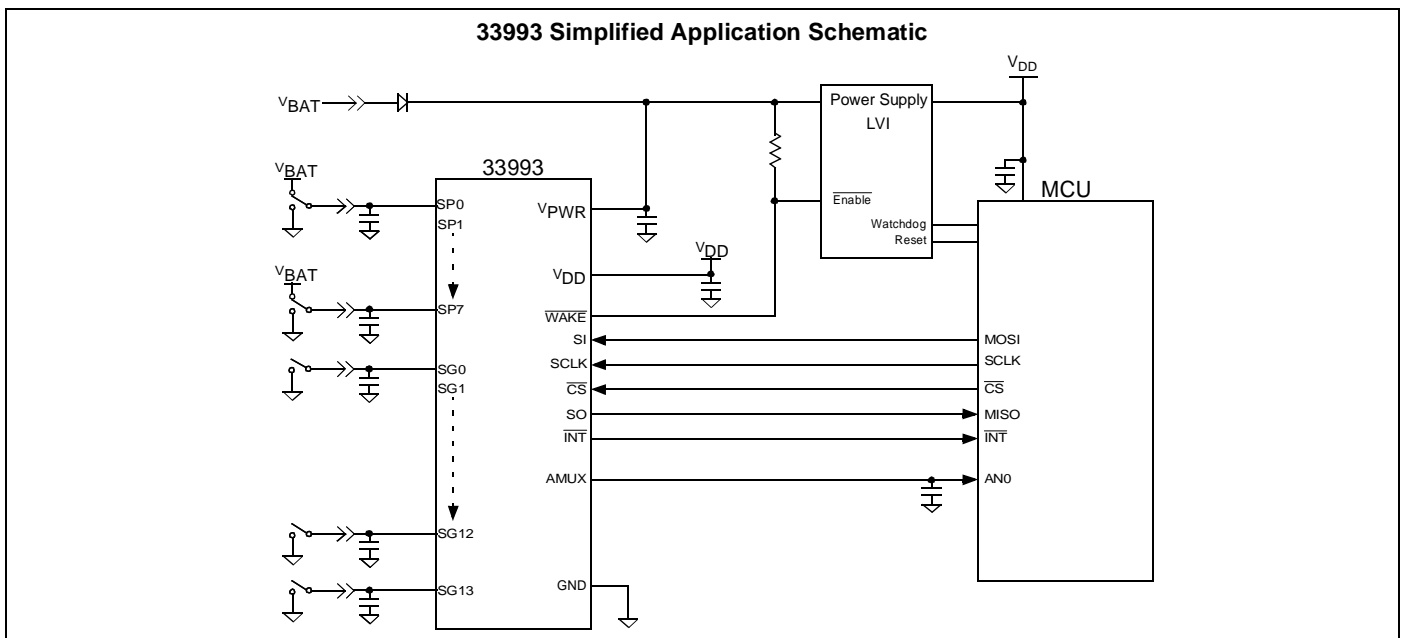 33993 Simplified Application Schematic
VDD
VBAT
Power Supply
LVI
VBAT
33993
MCU
SP0
VPWR
Enable
SP1
Watchdog
Reset
VDD
VBAT
VDD
SP7
WAKE
SI
MOSI
SG0
SCLK
SCLK
SG1
CS
CS
SO
MISO
INT
INT
AMUX
AN0
SG12
SG13
GND